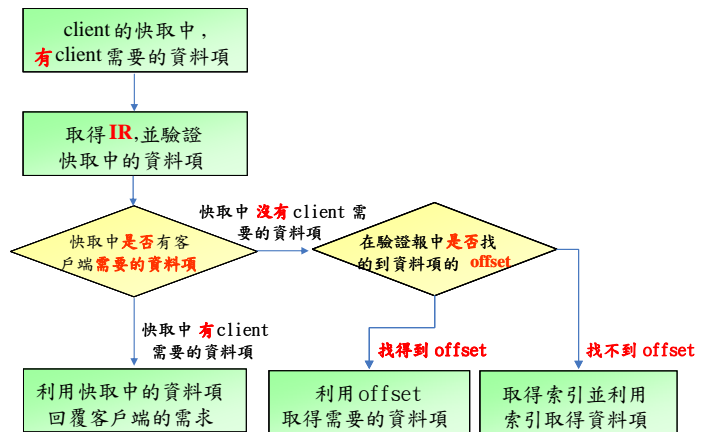 client的快取中,
有client需要的資料項
取得IR,並驗證
快取中的資料項
快取中是否有客
戶端需要的資料項
快取中 沒有 client 需
要的資料項
在驗證報中是否找
的到資料項的 offset
快取中 有client
需要的資料項
找得到 offset
找不到 offset
利用快取中的資料項
回覆客戶端的需求
利用offset
取得需要的資料項
取得索引並利用
索引取得資料項